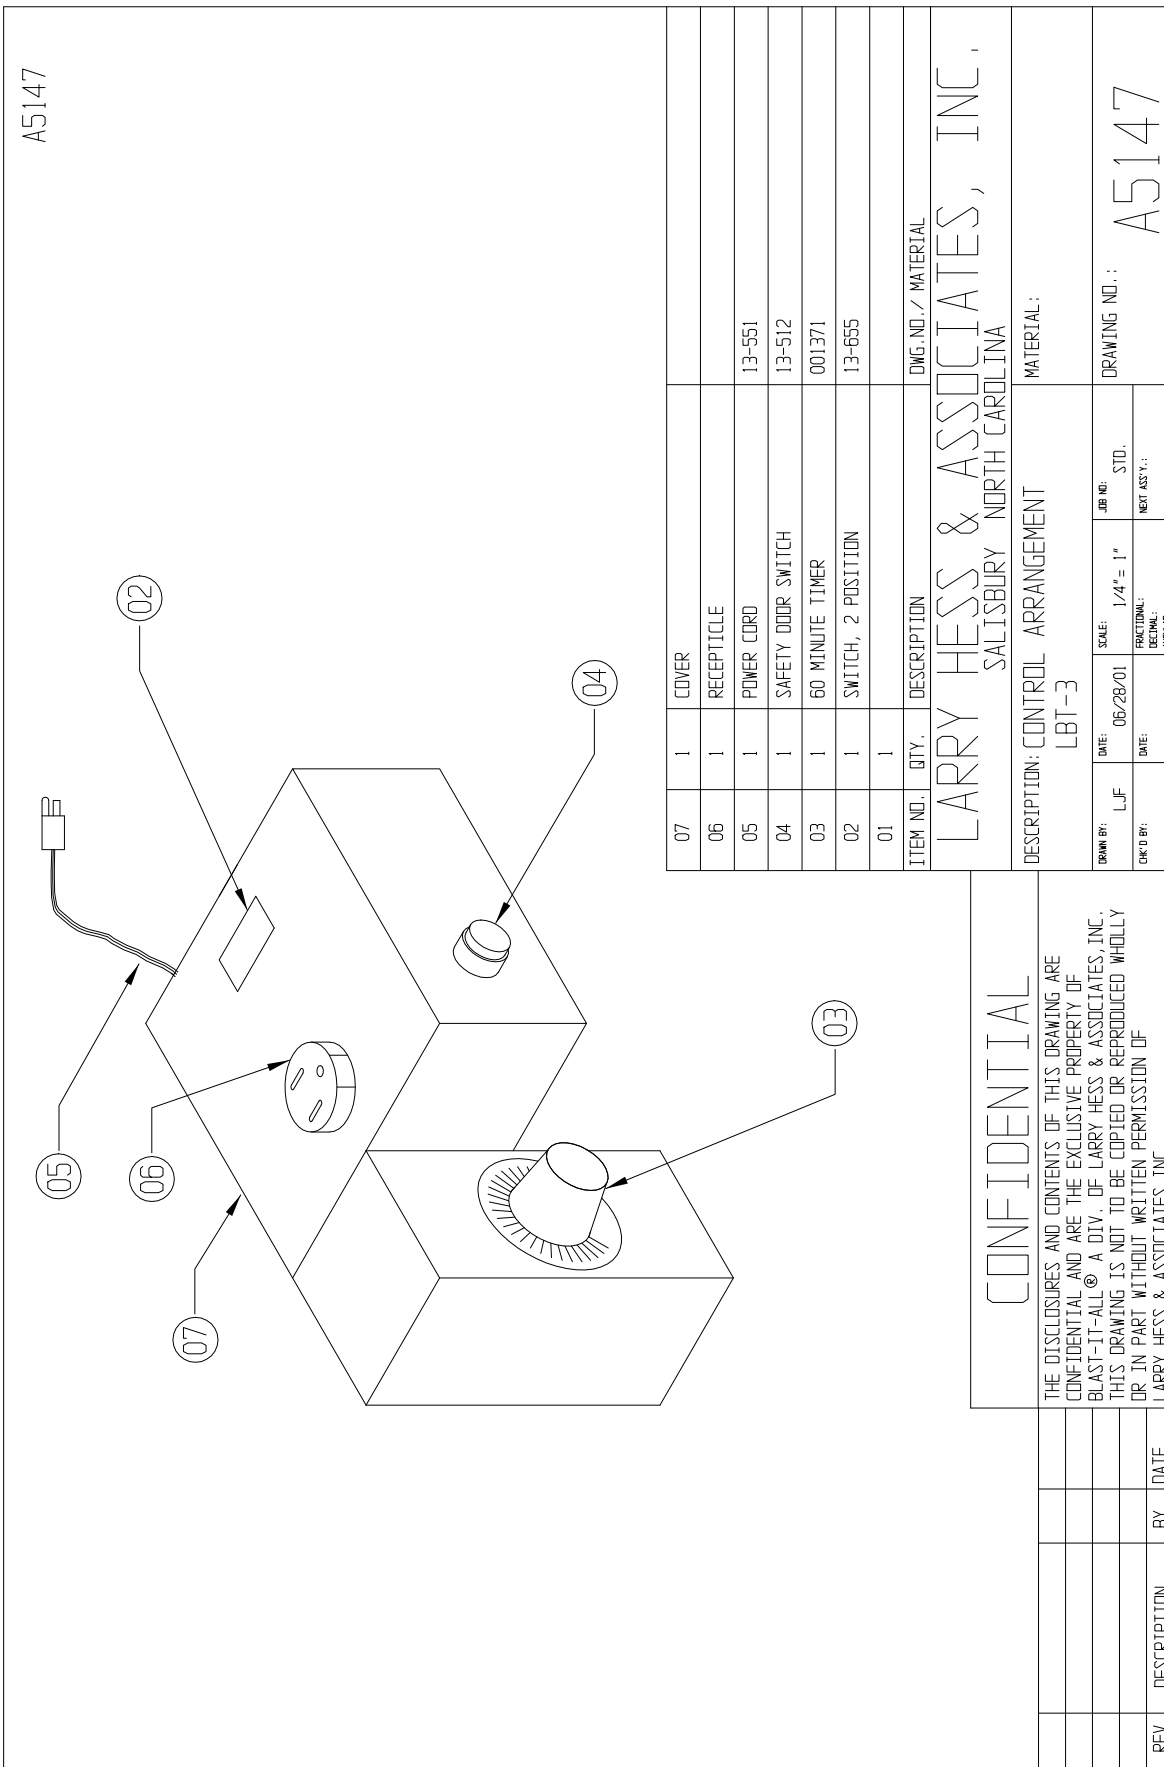 A5147
02
04
05
06
07
03
07 1 COVER
06 1 RECEPTICLE
05 1 POWER CORD 13-551
04 1 SAFETY DOOR SWITCH 13-512
03 1 60 MINUTE TIMER 001371
02 1 SWITCH, 2 POSITION 13-655
01 1
ITEM NO. QTY. DESCRIPTION DWG.NO./ MATERIAL
LARRY HESS & ASSOCIATES, INC.
SALISBURY NORTH CAROLINA
DESCRIPTION: CONTROL ARRANGEMENT
LBT-3
MATERIAL:
DRAWN BY: LJF
DATE: 06/28/01
SCALE: 1/4" = 1"
JOB NO: STD.
DRAWING NO.:
A5147
CHK'D BY:
DATE:
FRACTIONAL:
DECIMAL:
NEXT ASS'Y.:
CONFIDENTIAL
THE DISCLOSURES AND CONTENTS OF THIS DRAWING ARE
CONFIDENTIAL AND ARE THE EXCLUSIVE PROPERTY OF
BLAST-IT-ALL® A DIV. OF LARRY HESS & ASSOCIATES,INC.
THIS DRAWING IS NOT TO BE COPIED OR REPRODUCED WHOLLY
OR IN PART WITHOUT WRITTEN PERMISSION OF
LARRY HESS & ASSOCIATES,INC
REV DESCRIPTION BY DATE